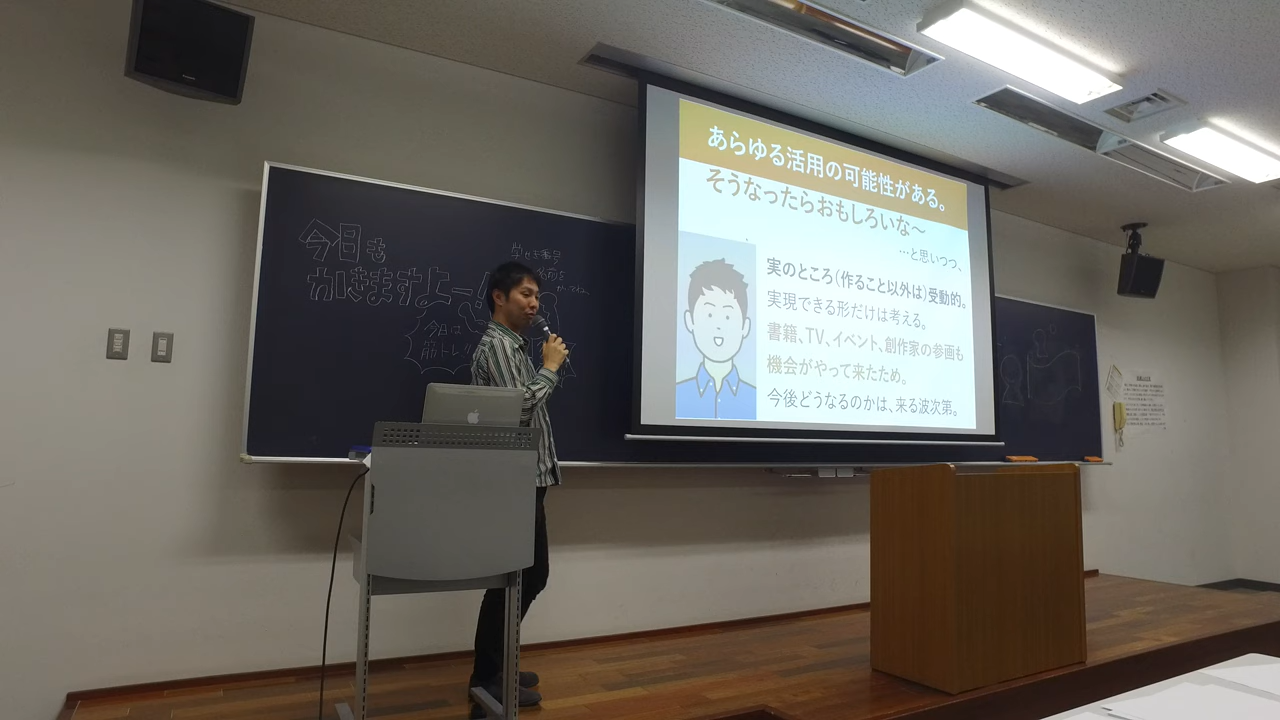 今日も
かきますよー!
今日は
筋トレ!!
あらゆる活用の可能性がある。
そうなったらおもしろいな～
…と思いつつ、
実のところ（作ること以外は）受動的。
実現できる形だけは考える。
書籍、TV、イベント、創作家の参画も
機会がやって来たため。
今後どうなるのかは、来る波次第。